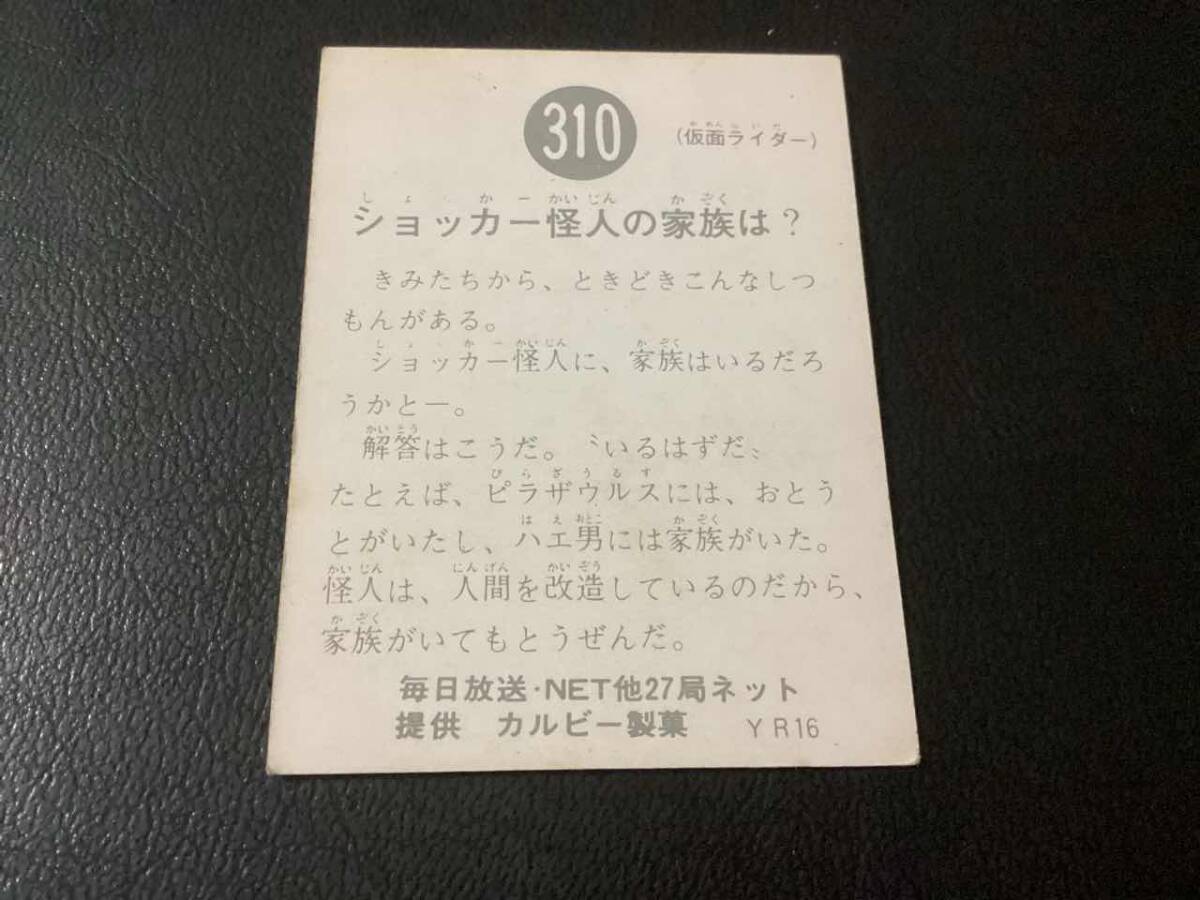 310
(仮面ライダー)
ショッカー怪人の家族は？
きみたちから、ときどきこんなしつ
もんがある。
ショッカー怪人に、家族はいるだろ
うかとー。
解答はこうだ。〝いるはずだ〟
たとえば、ピラザウルスには、おとう
とがいたし、ハエ男には家族がいた。
怪人は、人間を改造しているのだから、
家族がいてもとうぜんだ。
毎日放送・NET他27局ネット
提供　カルビー製菓　YR16